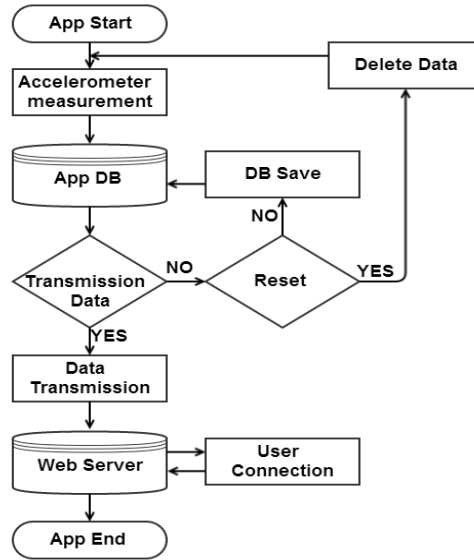 App Start
Delete Data
Accelerometer
measurement
App DB
DB Save
NO
Transmission
Data
NO
Reset
YES
YES
Data
Transmission
Web Server
User
Connection
App End